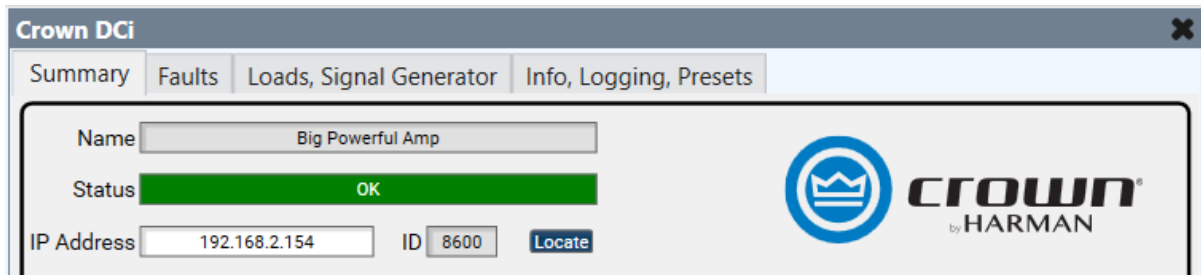 Crown DCi
Summary Faults Loads, Signal Generator Info, Logging, Presets
Name Big Powerful Amp
Status OK
IP Address 192.168.2.154 ID 8600 Locate
crown®
by HARMAN